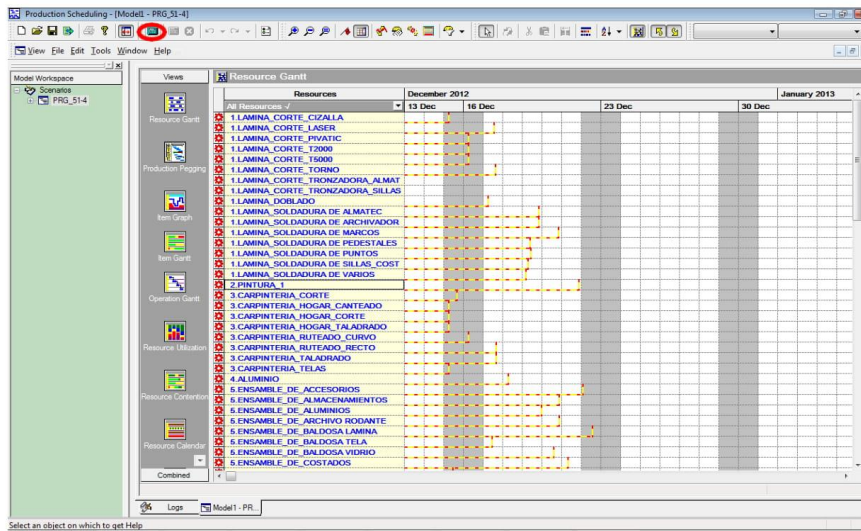 Production Scheduling - [Model1 - PRG_51-4]
View File Edit Tools Window Help
Model Workspace
Scenarios
PRG_51-4
Views
Resource Gantt
Production Pegging
Item Graph
Item Gantt
Operation Gantt
Resource Utilization
Resource Contention
Resource Calendar
Combined
Resource Gantt
Resources December 2012 January 2013
All Resources -/ 13 Dec 16 Dec 23 Dec 30 Dec
1.LAMINA_CORTE_CIZALLA
1.LAMINA_CORTE_LASER
1.LAMINA_CORTE_PIVATIC
1.LAMINA_CORTE_T2000
1.LAMINA_CORTE_T5000
1.LAMINA_CORTE_TORNO
1.LAMINA_CORTE_TRONZADORA_ALMAT
1.LAMINA_CORTE_TRONZADORA_SILLAS
1.LAMINA_DOBLADO
1.LAMINA_SOLDADURA DE ALMATEC
1.LAMINA_SOLDADURA DE ARCHIVADOR
1.LAMINA_SOLDADURA DE MARCOS
1.LAMINA_SOLDADURA DE PEDESTALES
1.LAMINA_SOLDADURA DE PUNTOS
1.LAMINA_SOLDADURA DE SILLAS_COST
1.LAMINA_SOLDADURA DE VARIOS
2.PINTURA_1
3.CARPINTERIA_CORTE
3.CARPINTERIA_HOGAR_CANTEADO
3.CARPINTERIA_HOGAR_CORTE
3.CARPINTERIA_HOGAR_TALADRADO
3.CARPINTERIA_RUTEADO_CURVO
3.CARPINTERIA_RUTEADO_RECTO
3.CARPINTERIA_TALADRADO
3.CARPINTERIA_TELAS
4.ALUMINIO
5.ENSAMBLE_DE_ACCESORIOS
5.ENSAMBLE_DE_ALMACENAMIENTOS
5.ENSAMBLE_DE_ALUMINIOS
5.ENSAMBLE_DE_ARCHIVO RODANTE
5.ENSAMBLE_DE_BALDOSA LAMINA
5.ENSAMBLE_DE_BALDOSA TELA
5.ENSAMBLE_DE_BALDOSA VIDRIO
5.ENSAMBLE_DE_COSTADOS
Logs Model1 - PR...
Select an object on which to get Help